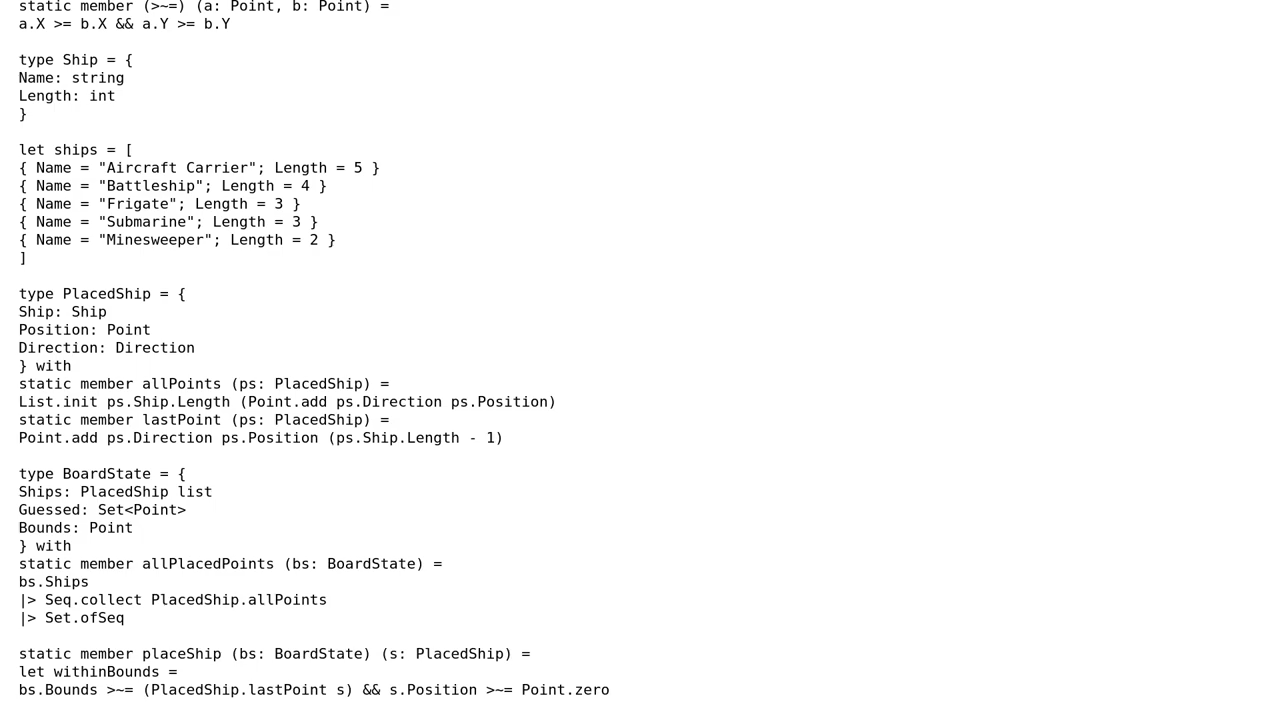 static member (>~=) (a: Point, b: Point) =
a.X >= b.X && a.Y >= b.Y
type Ship = {
Name: string
Length: int
}
let ships = [
{ Name = "Aircraft Carrier"; Length = 5 }
{ Name = "Battleship"; Length = 4 }
{ Name = "Frigate"; Length = 3 }
{ Name = "Submarine"; Length = 3 }
{ Name = "Minesweeper"; Length = 2 }
]
type PlacedShip = {
Ship: Ship
Position: Point
Direction: Direction
} with
static member allPoints (ps: PlacedShip) =
List.init ps.Ship.Length (Point.add ps.Direction ps.Position)
static member lastPoint (ps: PlacedShip) =
Point.add ps.Direction ps.Position (ps.Ship.Length - 1)
type BoardState = {
Ships: PlacedShip list
Guessed: Set<Point>
Bounds: Point
} with
static member allPlacedPoints (bs: BoardState) =
bs.Ships
|> Seq.collect PlacedShip.allPoints
|> Set.ofSeq
static member placeShip (bs: BoardState) (s: PlacedShip) =
let withinBounds =
bs.Bounds >~= (PlacedShip.lastPoint s) && s.Position >~= Point.zero